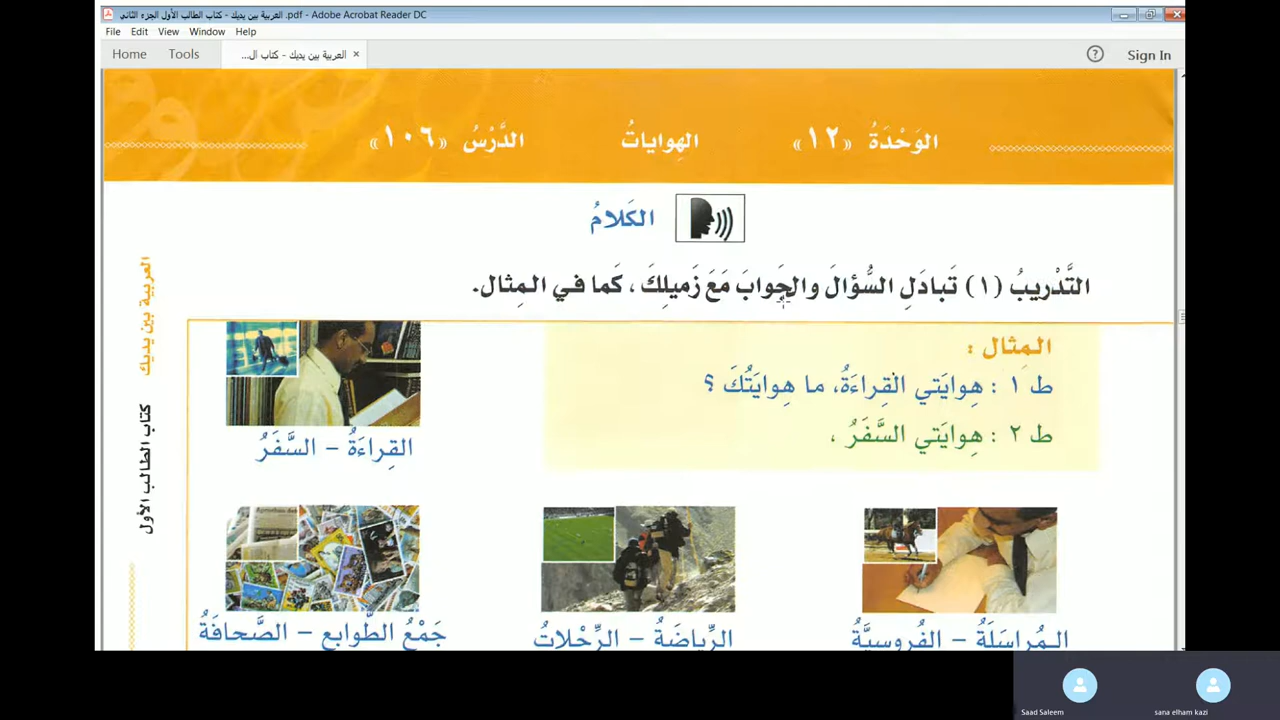 العربية بين يديك - كتاب الطالب الأول الجزء الثاني .pdf - Adobe Acrobat Reader DC
File Edit View Window Help
Home Tools العربية بين يديك - كتاب ال... × ? Sign In
الوَحْدَةُ «١٢» الهِواياتُ الدَّرْسُ «١٠٦»
الكَلامُ
التَّدْريبُ (١) تَبادَلِ السُّؤالَ والجَوابَ مَعَ زَميلِكَ ، كَما في المِثال.
المِثال :
ط ١ : هِوايَتي القِراءَةُ، ما هِوايَتُكَ ؟
ط ٢ : هِوايَتي السَّفَرُ ،
القِراءَةُ – السَّفَرُ
المُراسَلَةُ – الفُروسيَّةُ
الرِّياضَةُ – الرِّحْلاتُ
جَمْعُ الطَّوابِع – الصَّحافَةُ
العربية بين يديك
كتاب الطالب الأول
Saad Saleem
sana elham kazi